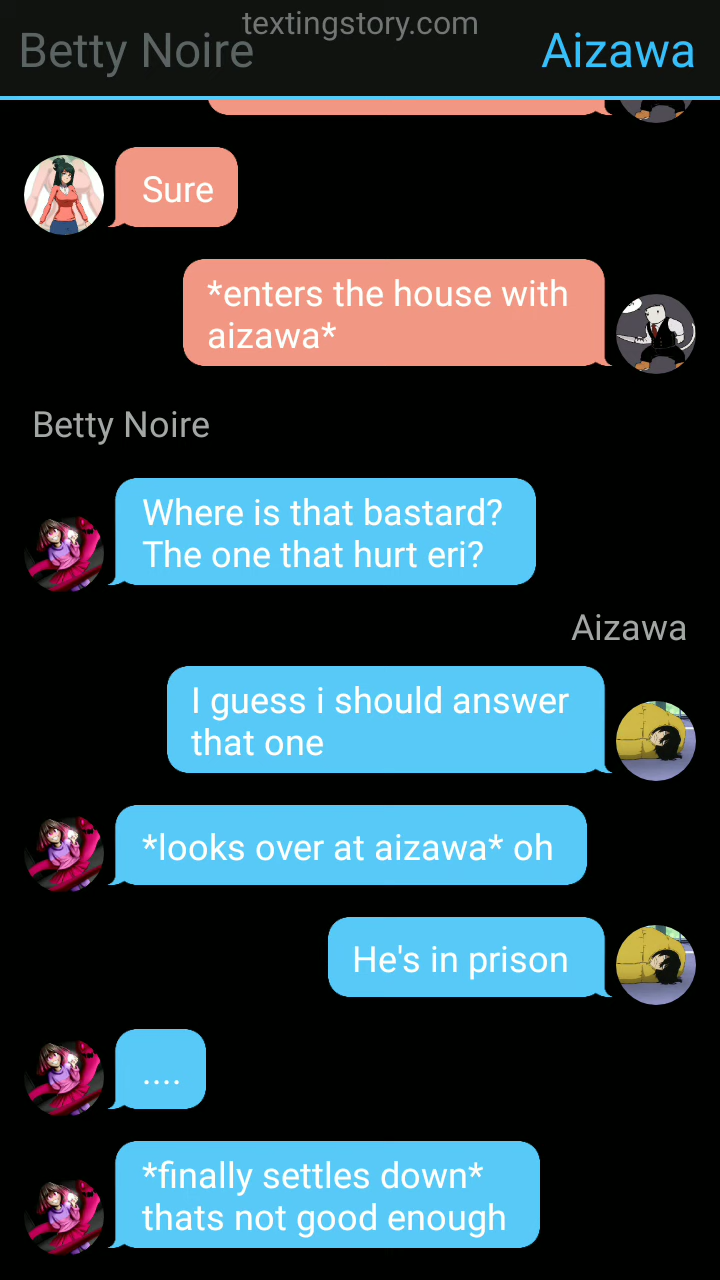 textingstory.com
Betty Noire
Aizawa
Sure
*enters the house with
aizawa*
Betty Noire
Where is that bastard?
The one that hurt eri?
Aizawa
I guess i should answer
that one
*looks over at aizawa* oh
He's in prison
....
*finally settles down*
thats not good enough